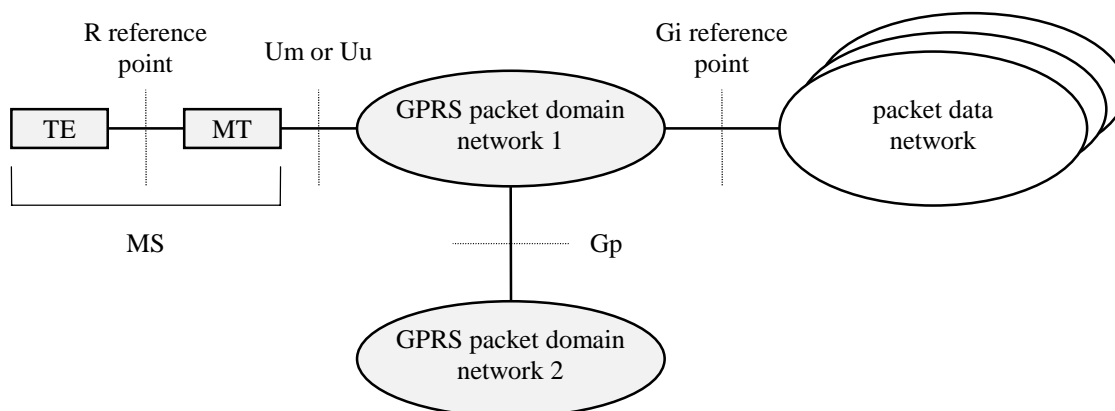 R reference
point
Um or Uu
Gi reference
point
TE
MT
GPRS packet domain
network 1
packet data
network
MS
Gp
GPRS packet domain
network 2